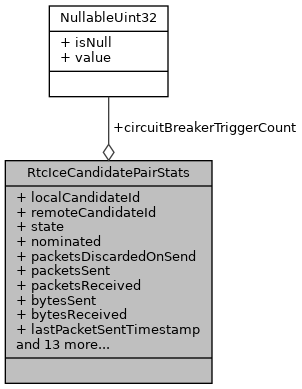 NullableUint32
+ isNull
+ value
+circuitBreakerTriggerCount
RtcIceCandidatePairStats
+ localCandidateId
+ remoteCandidateId
+ state
+ nominated
+ packetsDiscardedOnSend
+ packetsSent
+ packetsReceived
+ bytesSent
+ bytesReceived
+ lastPacketSentTimestamp
and 13 more...